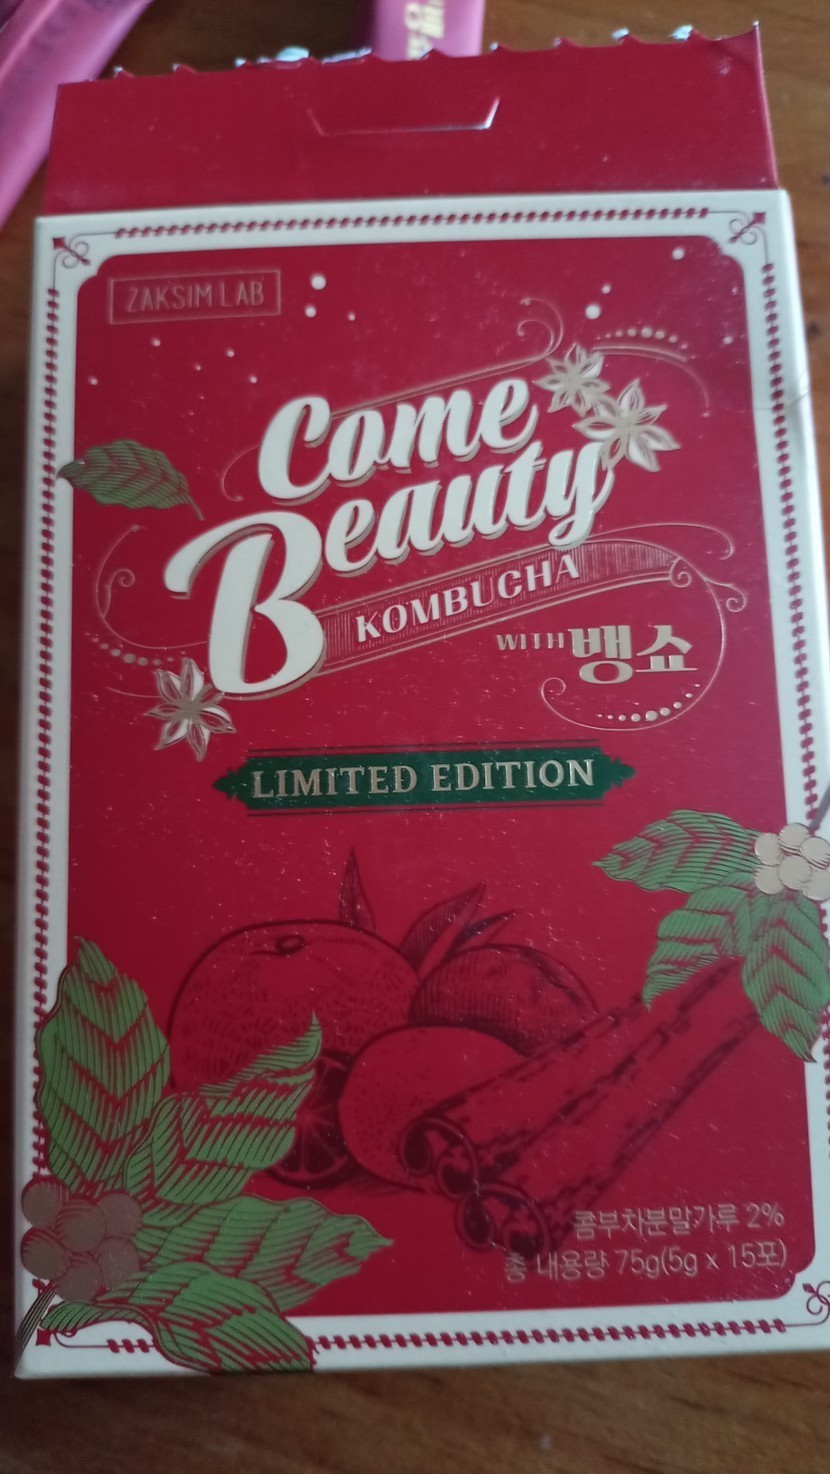 ZAKSIM LAB
Come
Beauty
KOMBUCHA
WITH 뱅쇼
LIMITED EDITION
콤부차분말가루 2%
총 내용량 75g(5g x 15포)